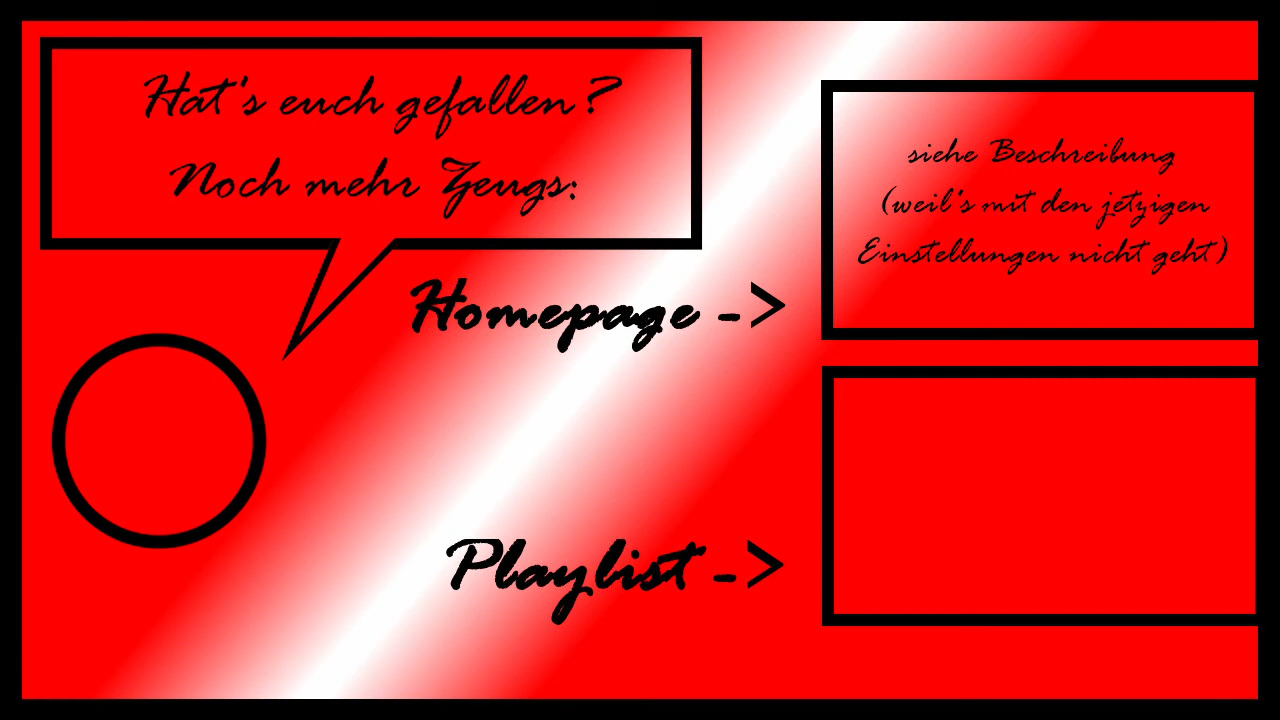 Hat's euch gefallen?
Noch mehr Zeugs:
siehe Beschreibung
(weil's mit den jetzigen
Einstellungen nicht geht)
Homepage ->
Playlist ->